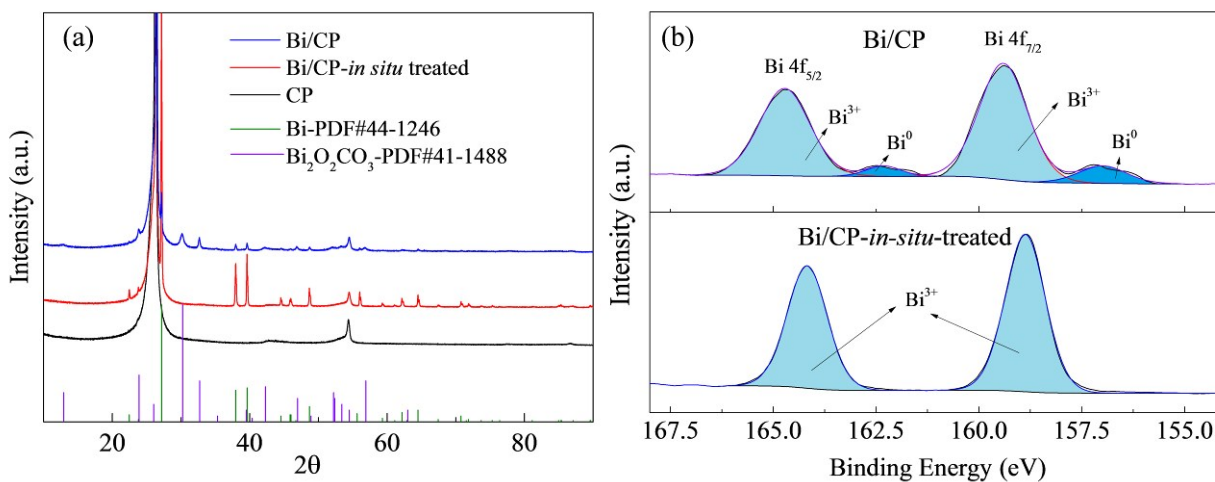 (a)
Bi/CP
Bi/CP-in situ treated
CP
Bi-PDF#44-1246
Bi₂O₂CO₃-PDF#41-1488
Intensity (a.u.)
20 40 60 80
2θ
(b)
Bi/CP
Bi 4f₅/₂
Bi 4f₇/₂
Bi³⁺
Bi⁰
Bi³⁺
Bi⁰
Bi/CP-in-situ-treated
Bi³⁺
Intensity (a.u.)
167.5 165.0 162.5 160.0 157.5 155.0
Binding Energy (eV)